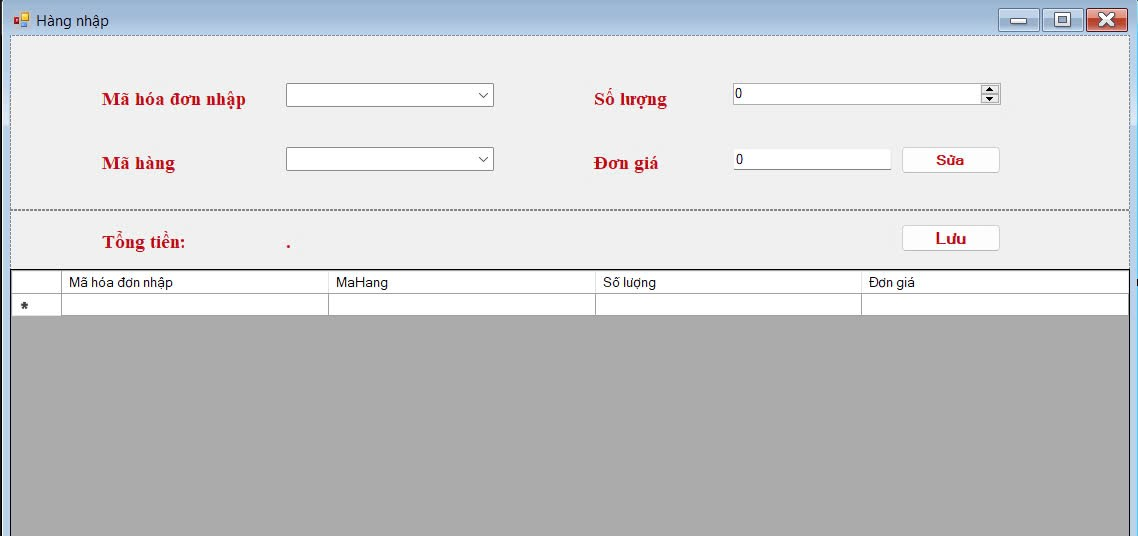 Hàng nhập
Mã hóa đơn nhập
Số lượng 0
Mã hàng
Đơn giá 0 Sửa
Tổng tiền: .
Lưu
Mã hóa đơn nhập MaHang Số lượng Đơn giá
*